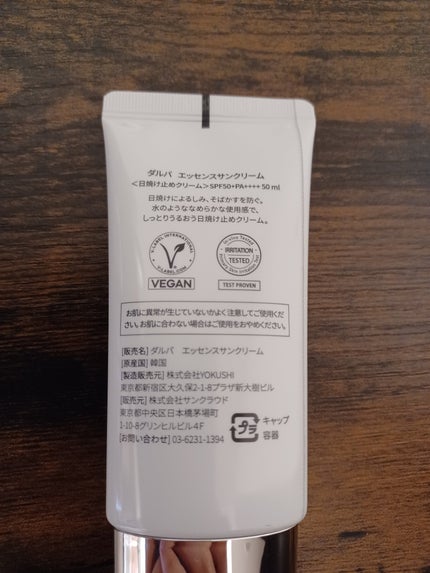 ダルバ エッセンスサンクリーム
＜日焼け止めクリーム＞SPF50+PA++++ 50 ml
日焼けによるしみ、そばかすを防ぐ。
水のようななめらかな使用感で、
しっとりうるおう日焼け止めクリーム。
V-LABEL INTERNATIONAL
V-LABEL.COM
VEGAN
IRRITATION
TESTED
TEST PROVEN
お肌に異常が生じていないかよく注意してご使用くだ
さい。お肌に合わない場合はご使用をおやめください。
[販売名] ダルバ エッセンスサンクリーム
[原産国] 韓国
[製造販売元] 株式会社YOKUSHI
東京都新宿区大久保2-1-8プラザ新大樹ビル
[販売元] 株式会社サンクラウド
東京都中央区日本橋茅場町
1-10-8グリンヒルビル4F
[お問い合わせ] 03-6231-1394
プラ
キャップ
容器